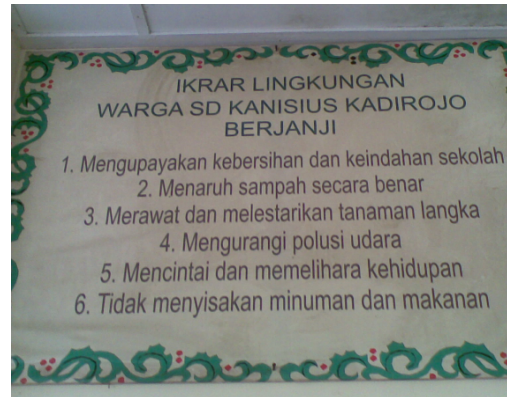 IKRAR LINGKUNGAN
WARGA SD KANISIUS KADIROJO
BERJANJI
1. Mengupayakan kebersihan dan keindahan sekolah
2. Menaruh sampah secara benar
3. Merawat dan melestarikan tanaman langka
4. Mengurangi polusi udara
5. Mencintai dan memelihara kehidupan
6. Tidak menyisakan minuman dan makanan